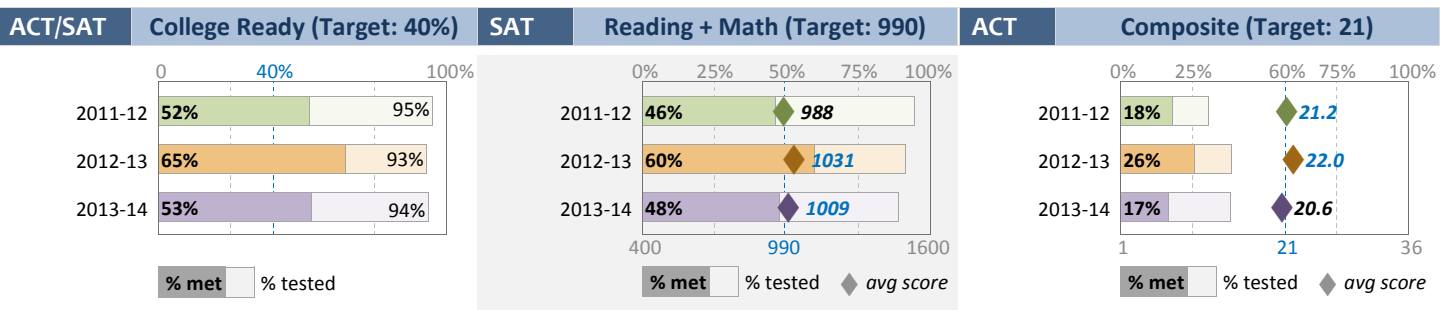 ACT/SAT College Ready (Target: 40%) SAT Reading + Math (Target: 990) ACT Composite (Target: 21)
0 40% 100% 0% 25% 50% 75% 100% 0% 25% 60% 75% 100%
2011-12 52% 95% 2011-12 46% 988 2011-12 18% 21.2
2012-13 65% 93% 2012-13 60% 1031 2012-13 26% 22.0
2013-14 53% 94% 2013-14 48% 1009 2013-14 17% 20.6
400 990 1600 1 21 36
% met % tested % met % tested avg score % met % tested avg score